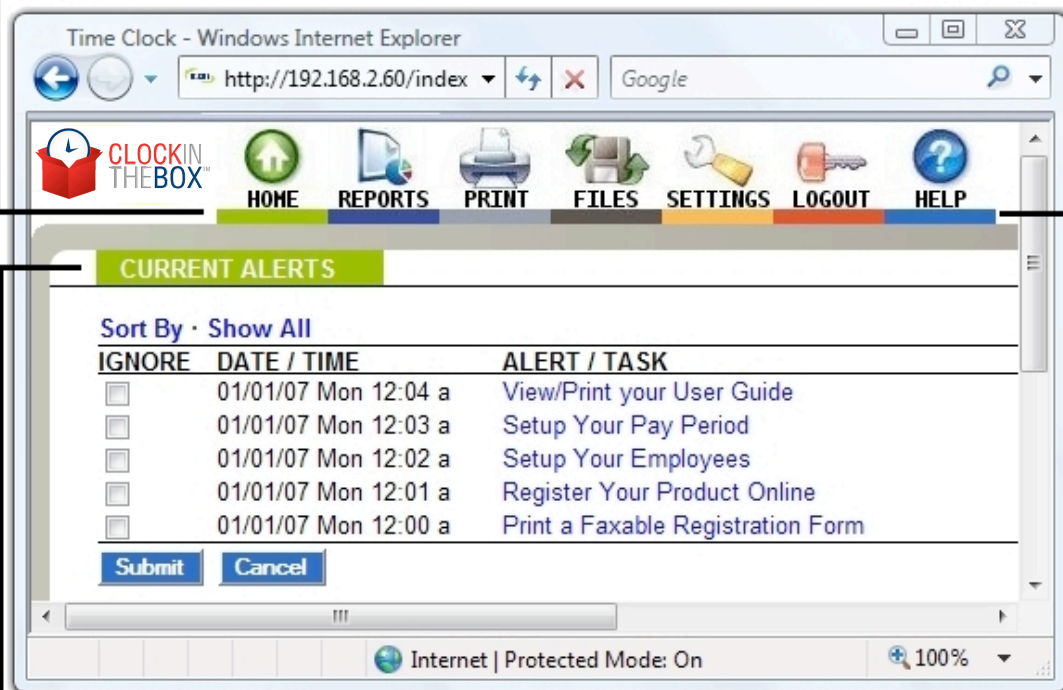 Time Clock - Windows Internet Explorer
http://192.168.2.60/index
Google
CLOCKIN
THEBOX™
HOME REPORTS PRINT FILES SETTINGS LOGOUT HELP
CURRENT ALERTS
Sort By · Show All
IGNORE DATE / TIME ALERT / TASK
01/01/07 Mon 12:04 a View/Print your User Guide
01/01/07 Mon 12:03 a Setup Your Pay Period
01/01/07 Mon 12:02 a Setup Your Employees
01/01/07 Mon 12:01 a Register Your Product Online
01/01/07 Mon 12:00 a Print a Faxable Registration Form
Submit Cancel
Internet | Protected Mode: On 100%